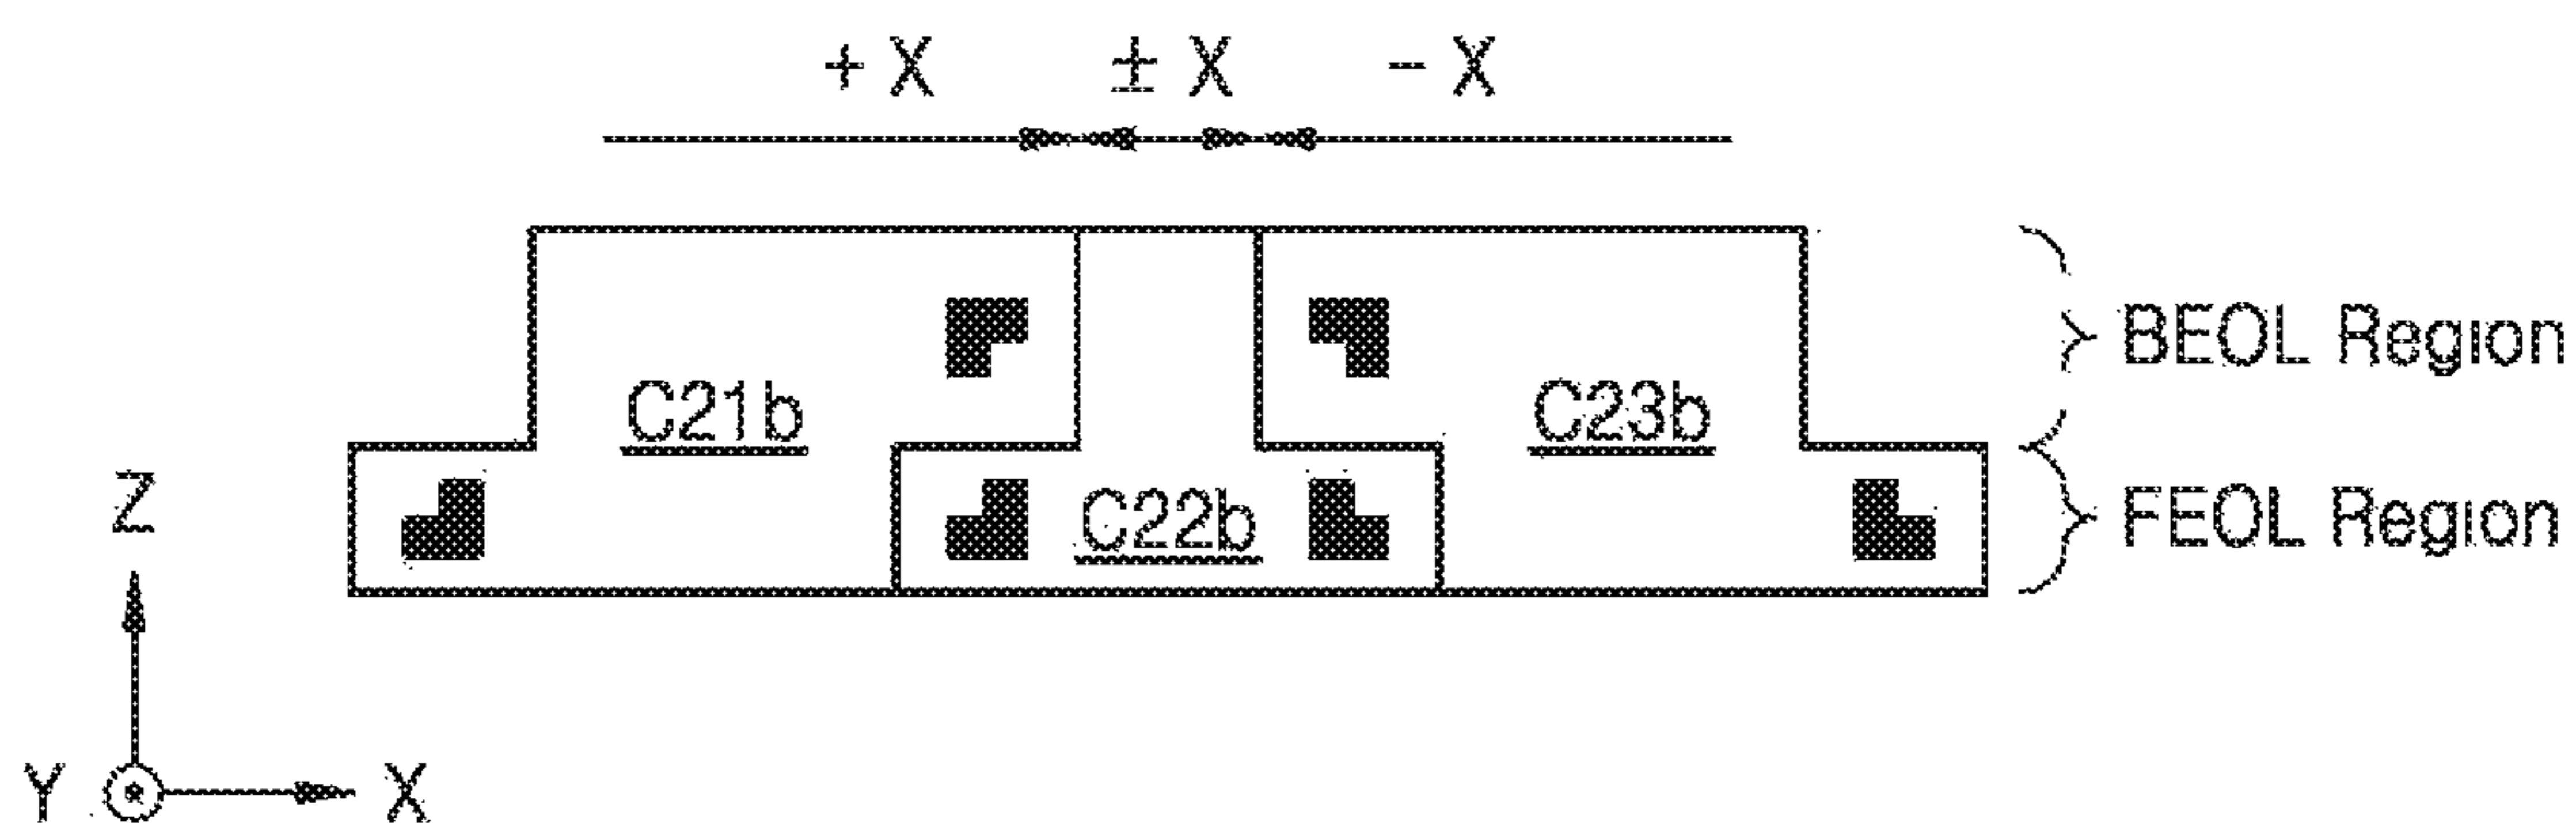 + X ± X - X
BEOL Region
C21b C23b
C22b FEOL Region
Z
Y X